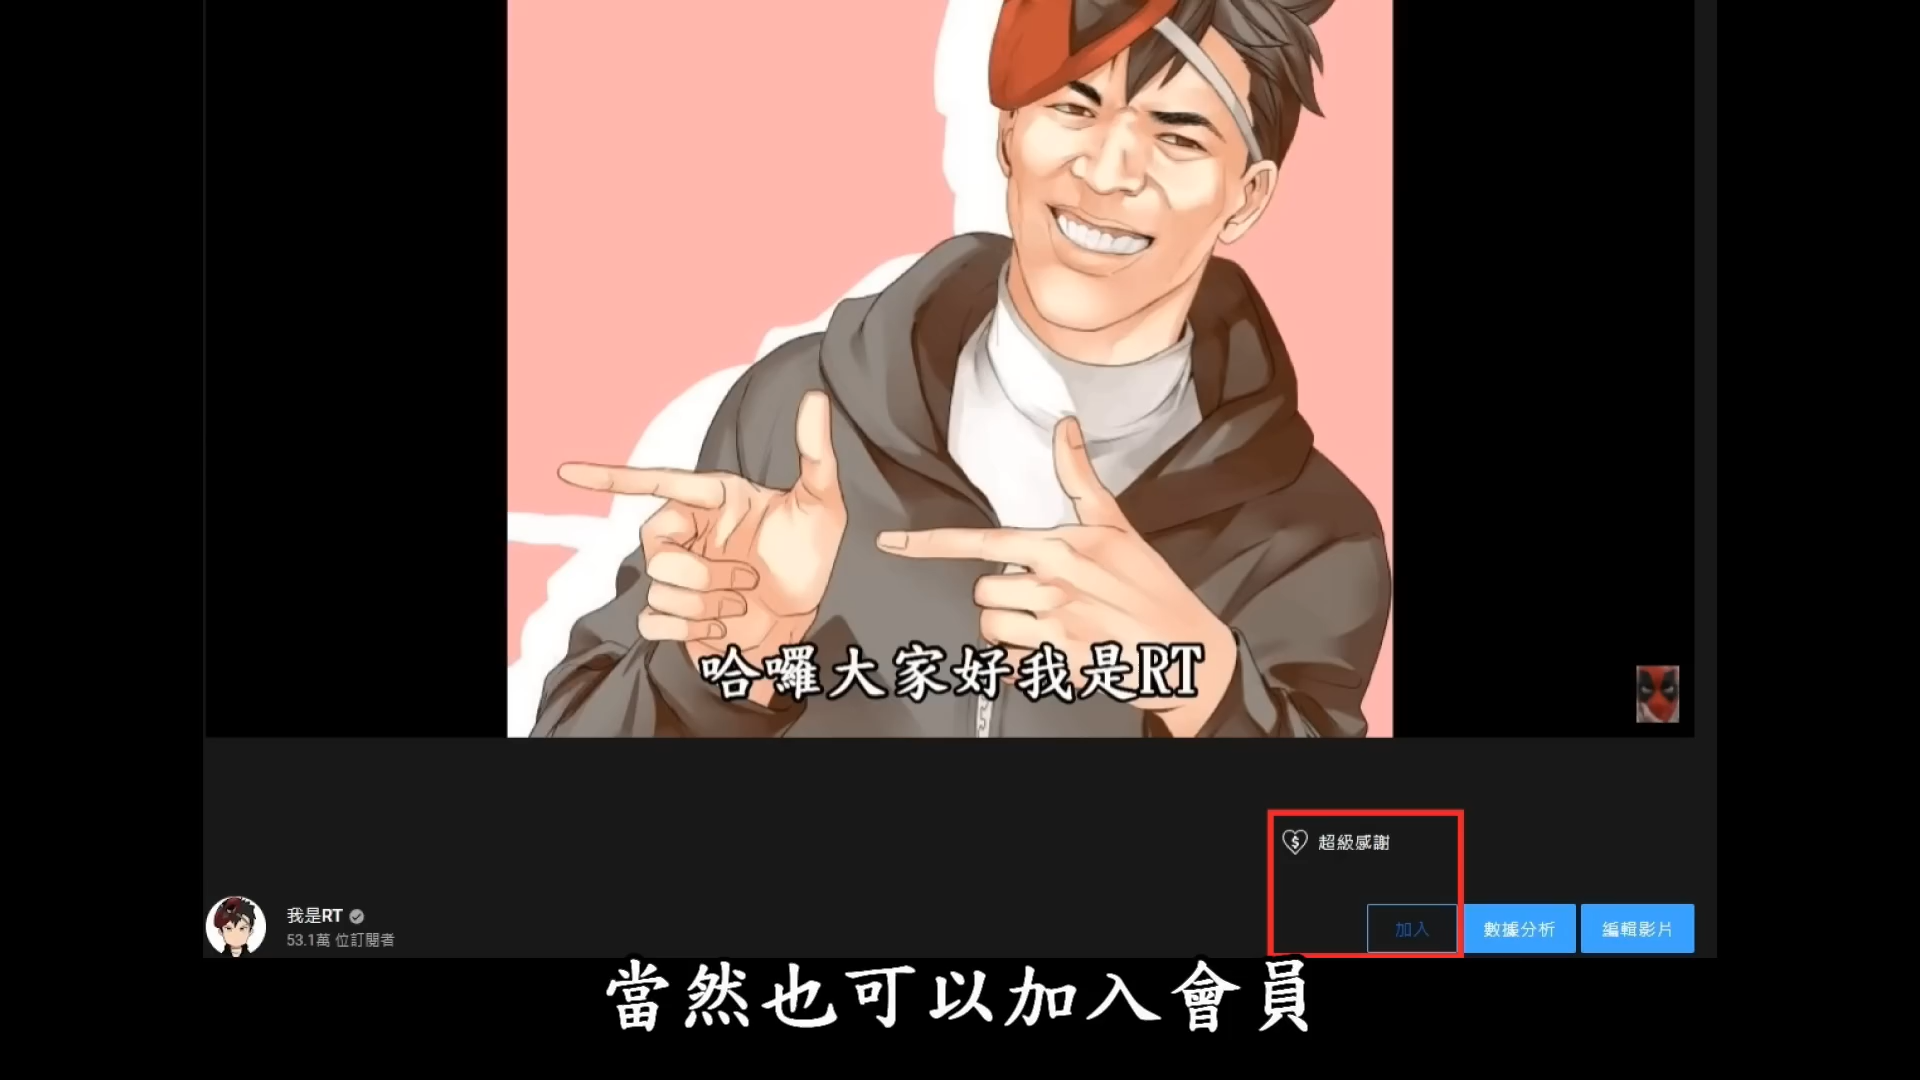 哈囉大家好我是RT
超級感謝
我是RT
53.1萬 位訂閱者
加入
數據分析
編輯影片
當然也可以加入會員